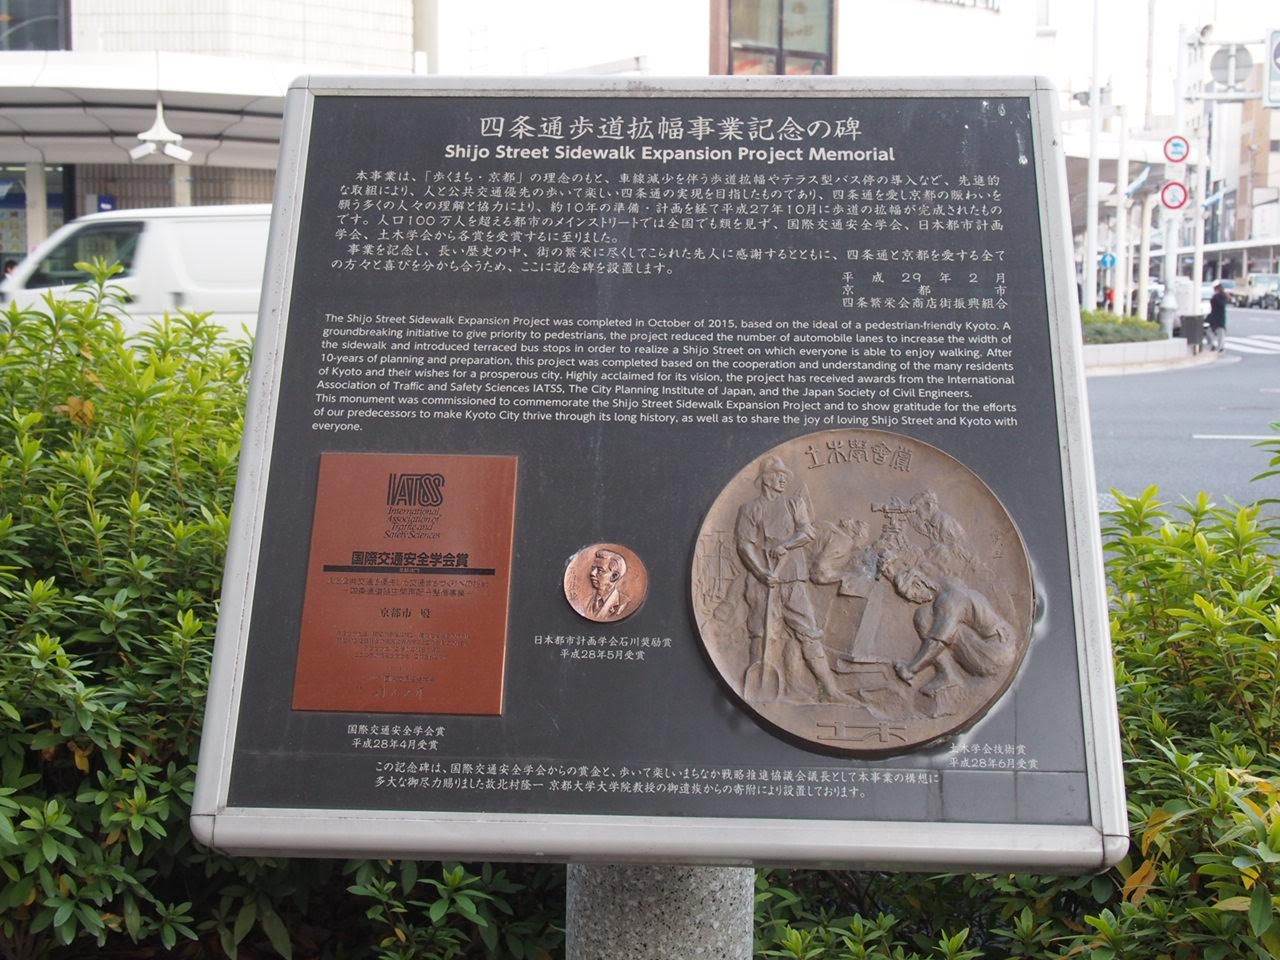 四条通歩道拡幅事業記念の碑
Shijo Street Sidewalk Expansion Project Memorial
本事業は、「歩くまち・京都」の理念のもと、車線減少を伴う歩道拡幅やテラス型バス停の導入など、先進的
な取組により、人と公共交通優先の歩いて楽しい四条通の実現を目指したものであり、四条通を愛し京都の賑わいを
願う多くの人々の理解と協力により、約10年の準備・計画を経て平成27年10月に歩道の拡幅が完成されたもの
です。人口100万人を超える都市のメインストリートでは全国でも類を見ず、国際交通安全学会、日本都市計画
学会、土木学会から各賞を受賞するに至りました。
事業を記念し、長い歴史の中、街の繁栄に尽くしてこられた先人に感謝するとともに、四条通と京都を愛する全て
の方々と喜びを分から合うため、ここに記念碑を設置します。
平成29年2月
京都市
四条繁栄会商店街振興組合
The Shijo Street Sidewalk Expansion Project was completed in October of 2015, based on the ideal of a pedestrian-friendly Kyoto. A
groundbreaking initiative to give priority to pedestrians, the project reduced the number of automobile lanes to increase the width of
the sidewalk and introduced terraced bus stops in order to realize a Shijo Street on which everyone is able to enjoy walking. After
10-years of planning and preparation, this project was completed based on the cooperation and understanding of the many residents
of Kyoto and their wishes for a prosperous city. Highly acclaimed for its vision, the project has received awards from the International
Association of Traffic and Safety Sciences IATSS, The City Planning Institute of Japan, and the Japan Society of Civil Engineers.
This monument was commissioned to commemorate the Shijo Street Sidewalk Expansion Project and to show gratitude for the efforts
of our predecessors to make Kyoto City thrive through its long history, as well as to share the joy of loving Shijo Street and Kyoto with
everyone.
IATSS
International
Association of
Traffic and
Safety Sciences
国際交通安全学会賞
京都市 殿
国際交通安全学会賞
平成28年4月受賞
日本都市計画学会石川奨励賞
平成28年5月受賞
土木學會賞
土木
土木学会技術賞
平成28年6月受賞
この記念碑は、国際交通安全学会からの賞金と、歩いて楽しいまちなか戦略推進協議会議長として本事業の構想に
多大な御尽力賜りました故北村隆一 京都大学大学院教授の御遺族からの寄附により設置しております。